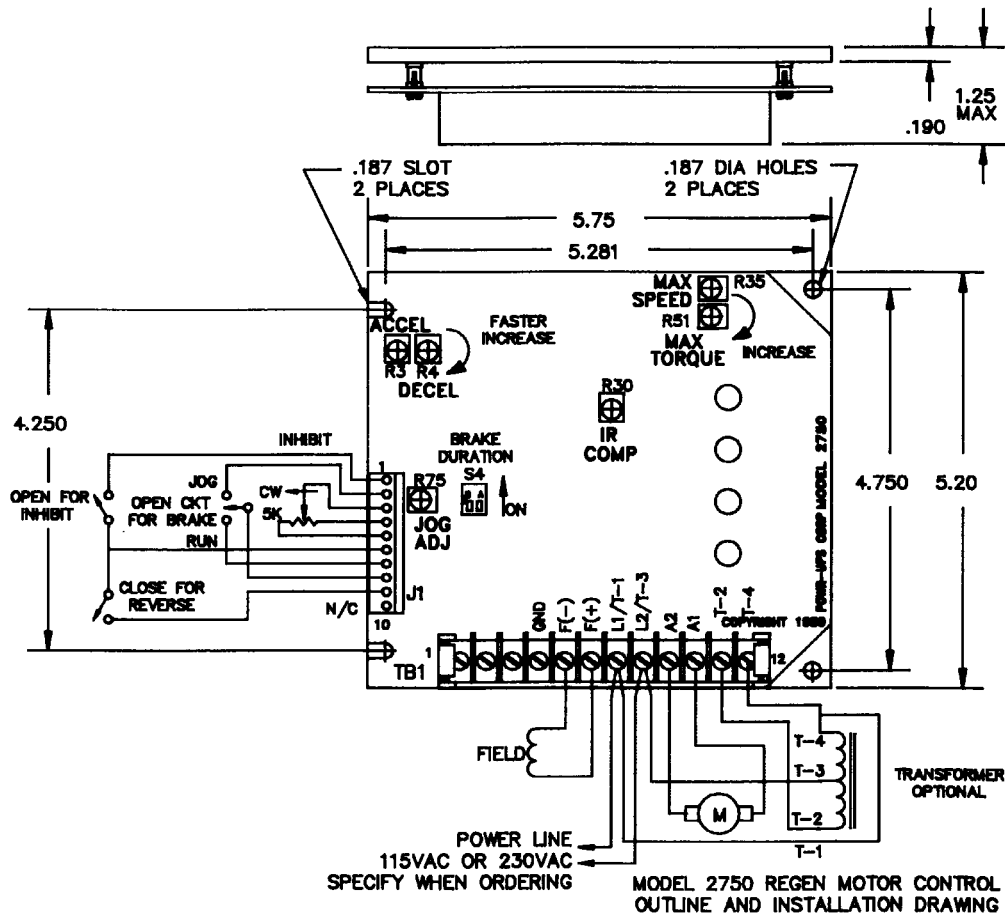 1.25
MAX
.190
.187 SLOT
2 PLACES
.187 DIA HOLES
2 PLACES
5.75
5.281
MAX
SPEED
R35
R51
MAX
TORQUE
INCREASE
ACCEL
FASTER
INCREASE
R3
R4
DECEL
R30
IR
COMP
4.250
4.750
5.20
INHIBIT
BRAKE
DURATION
S4
ON
1
R75
JOG
ADJ
JOG
CW
5K
OPEN FOR
INHIBIT
OPEN CKT
FOR BRAKE
RUN
CLOSE FOR
REVERSE
N/C
J1
10
MODEL 2750
GND
F(-)
F(+)
L1/T-1
L2/T-3
A2
A1
T-2
T-4
COPYRIGHT
1
12
TB1
FIELD
M
T-4
T-3
T-2
T-1
TRANSFORMER
OPTIONAL
POWER LINE
115VAC OR 230VAC
SPECIFY WHEN ORDERING
MODEL 2750 REGEN MOTOR CONTROL
OUTLINE AND INSTALLATION DRAWING